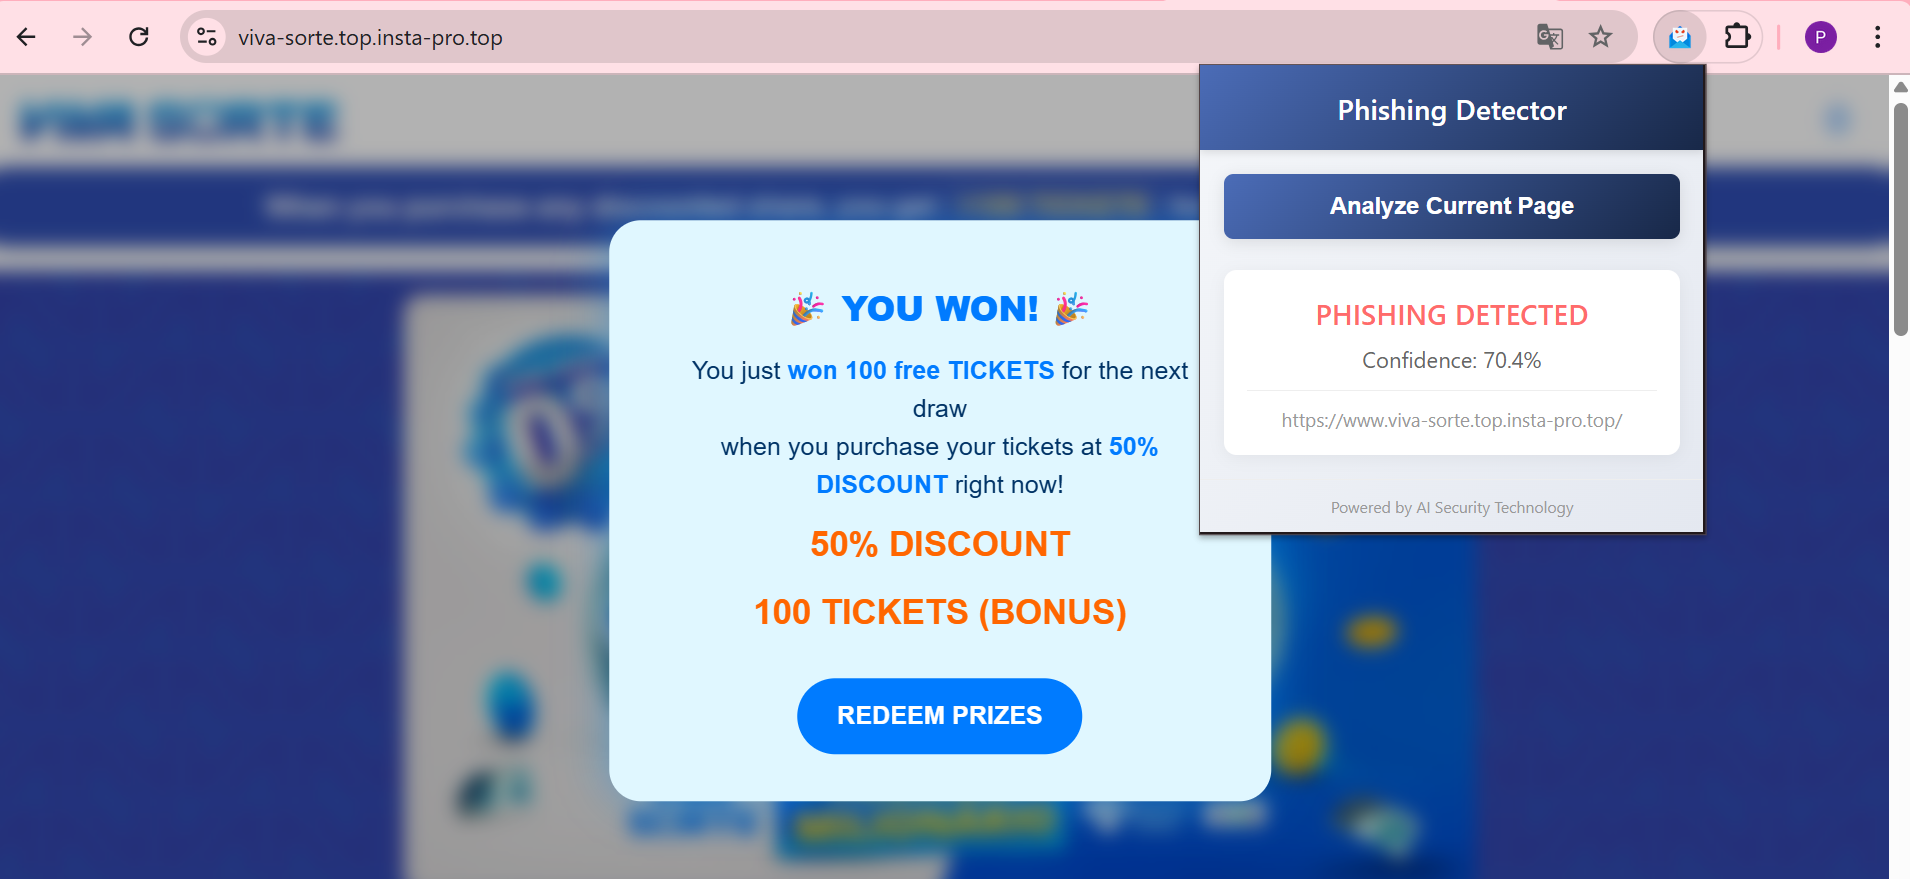 viva-sorte.top.insta-pro.top
P
VIVA SORTE
Phishing Detector
Analyze Current Page
PHISHING DETECTED
Confidence: 70.4%
https://www.viva-sorte.top.insta-pro.top/
Powered by AI Security Technology
🎉 YOU WON! 🎉
You just won 100 free TICKETS for the next
draw
when you purchase your tickets at 50%
DISCOUNT right now!
50% DISCOUNT
100 TICKETS (BONUS)
REDEEM PRIZES